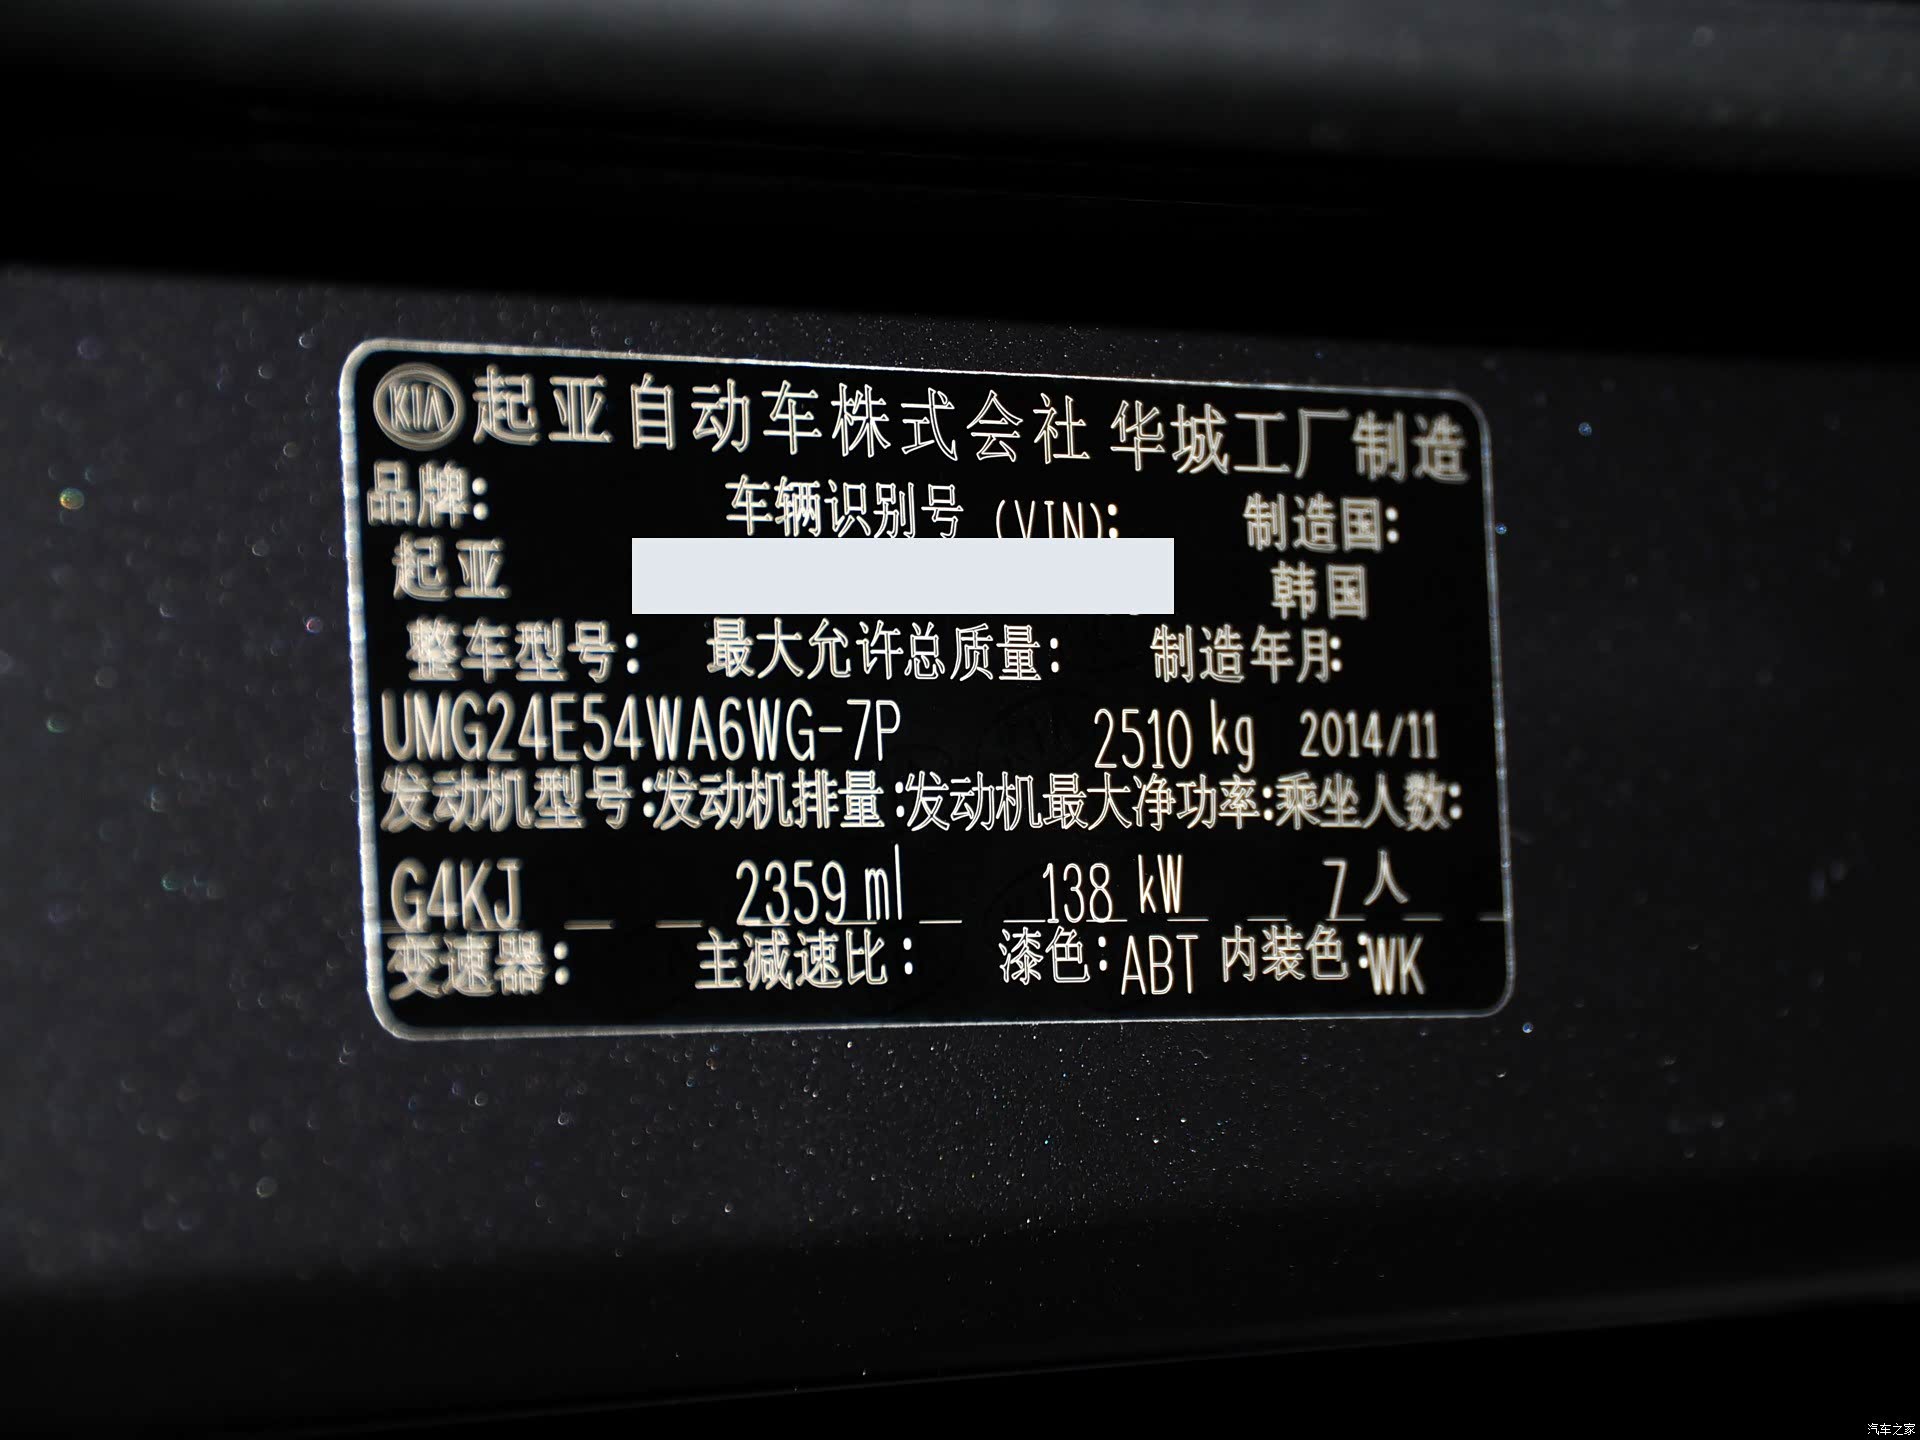 KIA 起亚自动车株式会社 华城工厂制造
品牌: 车辆识别号 (VIN): 制造国:
起亚 韩国
整车型号: 最大允许总质量: 制造年月:
UMG24E54WA6WG-7P 2510 kg 2014/11
发动机型号:发动机排量:发动机最大净功率:乘坐人数:
G4KJ 2359 ml 138 kW 7人
变速器: 主减速比: 漆色:ABT 内装色:WK
汽车之家